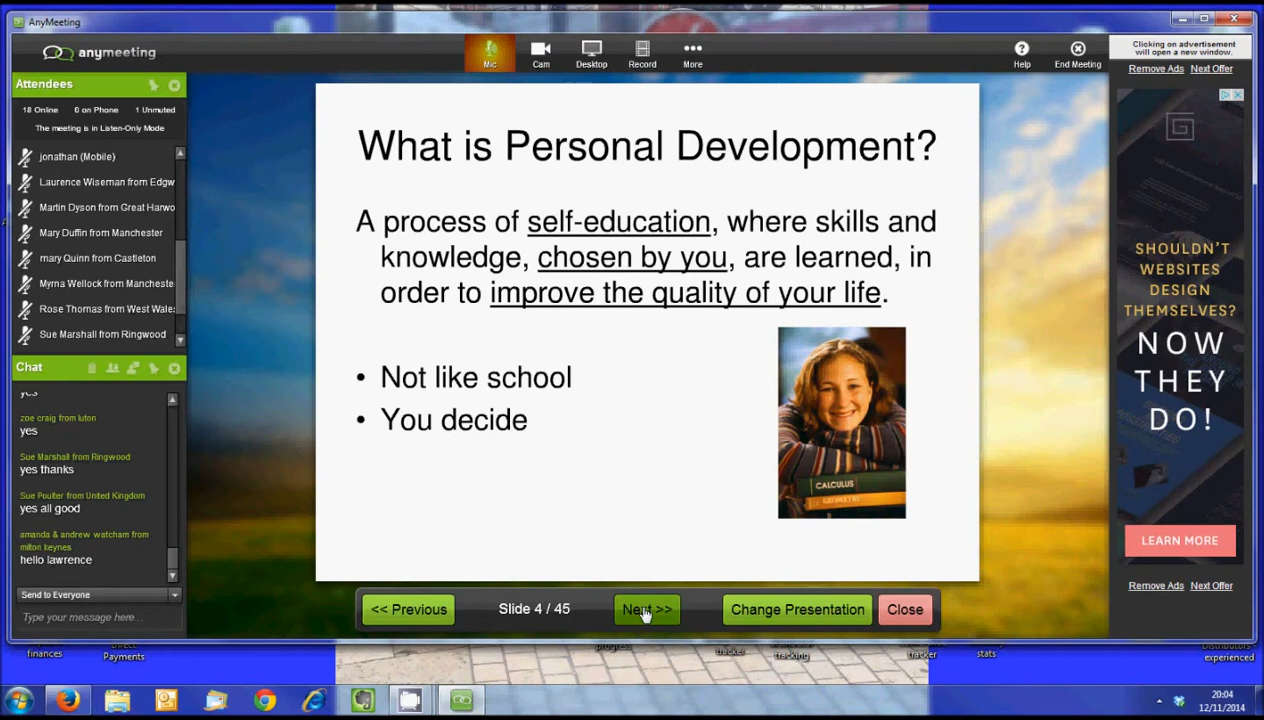 AnyMeeting
anymeeting
Mic
Cam
Desktop
Record
More
Help
End Meeting
Clicking on advertisement
will open a new window.
Remove Ads Next Offer
Attendees
18 Online 0 on Phone 1 Unmuted
The meeting is in Listen-Only Mode
jonathan (Mobile)
Laurence Wiseman from Edgw
Martin Dyson from Great Harwo
Mary Duffin from Manchester
mary Quinn from Castleton
Myrna Wellock from Mancheste
Rose Thomas from West Wale
Sue Marshall from Ringwood
Chat
yes
zoe craig from luton
yes
Sue Marshall from Ringwood
yes thanks
Sue Poulter from United Kingdom
yes all good
amanda & andrew watcham from
milton keynes
hello lawrence
Send to Everyone
Type your message here...
What is Personal Development?
A process of self-education, where skills and
knowledge, chosen by you, are learned, in
order to improve the quality of your life.
• Not like school
• You decide
CALCULUS
GEOMETRY
<< Previous
Slide 4 / 45
Next >>
Change Presentation
Close
SHOULDN'T
WEBSITES
DESIGN
THEMSELVES?
NOW
THEY
DO!
LEARN MORE
Remove Ads Next Offer
finances
Direct
Payments
progress
tracker
tracking
tracker
stats
Distributors -
experienced
20:04
12/11/2014